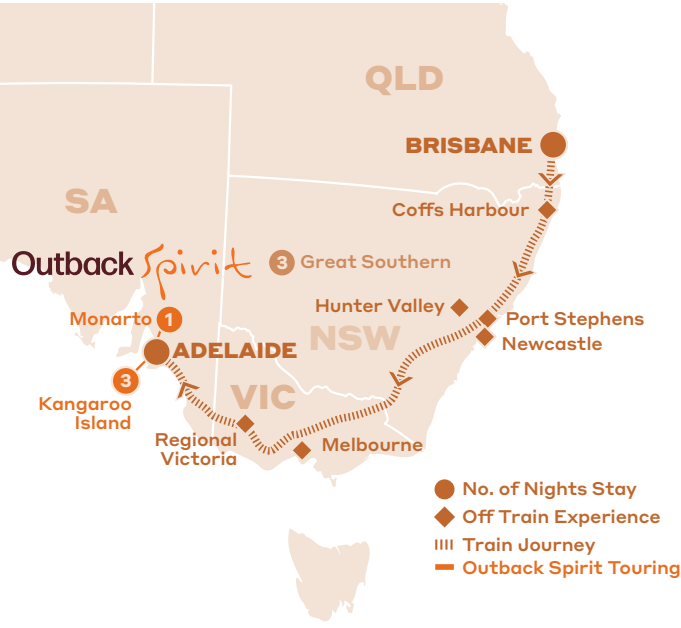 QLD
BRISBANE
SA
Coffs Harbour
Outback Spirit
3 Great Southern
Hunter Valley
Monarto 1
Port Stephens
NSW
Newcastle
ADELAIDE
3
Kangaroo
Island
VIC
Regional
Victoria
Melbourne
No. of Nights Stay
Off Train Experience
Train Journey
Outback Spirit Touring